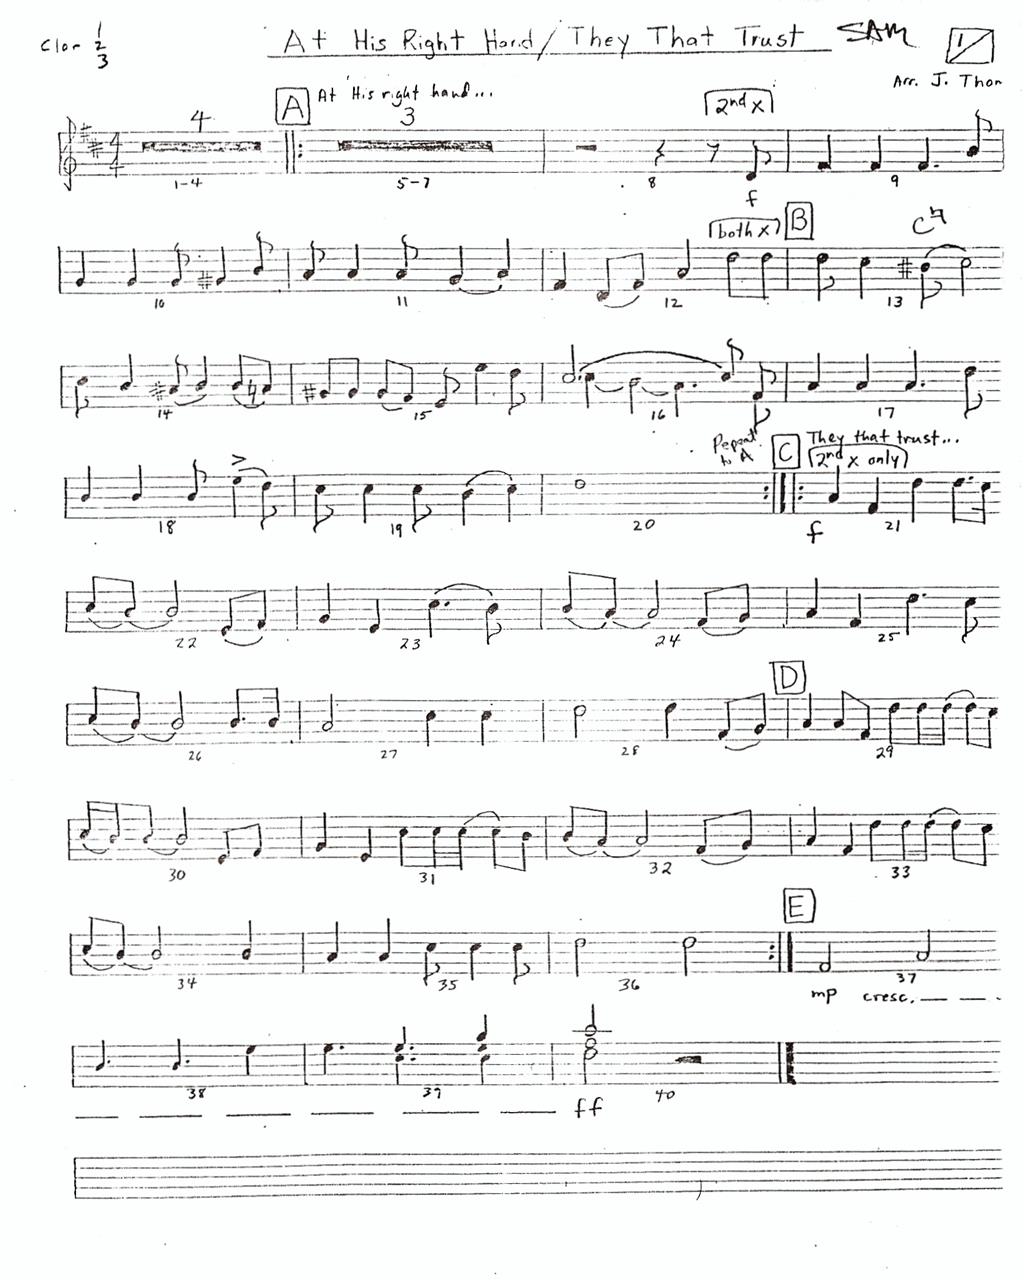 Clar 1 2 3
At His Right Hand/They That Trust SAM 1
Arr. J. Thom
A At His right hand...
4 3 2nd x
4 4
1-4 5-7 8 9
f
both x B C♮
10 11 12 13
14 15 16 17
Repeat to A C They that trust...
2nd x only
18 19 20 21
f
22 23 24 25
D
26 27 28 29
30 31 32 33
E
34 35 36 37
mp cresc. — — -
38 39 40
ff